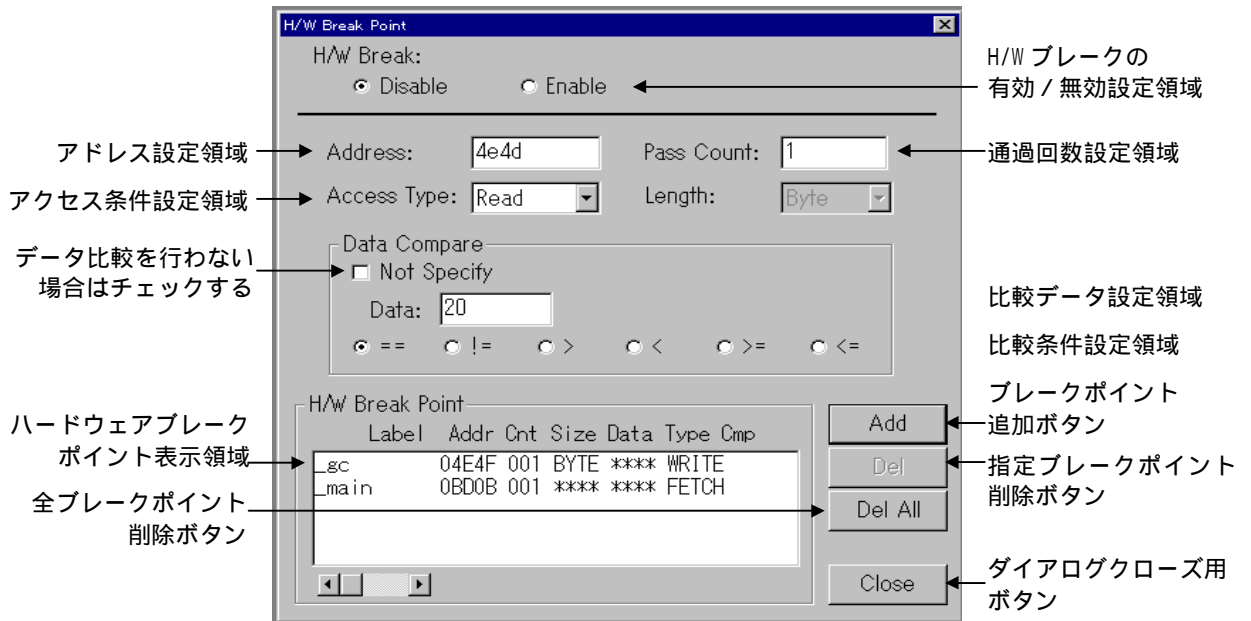 H/W Break Point
H/W Break:
Disable Enable
H/W ブレークの
有効 / 無効設定領域
アドレス設定領域
Address: 4e4d Pass Count: 1
通過回数設定領域
アクセス条件設定領域
Access Type: Read Length: Byte
データ比較を行わない
場合はチェックする
Data Compare
Not Specify
Data: 20
比較データ設定領域
== != > < >= <=
比較条件設定領域
ハードウェアブレーク
ポイント表示領域
H/W Break Point
Label Addr Cnt Size Data Type Cmp
_gc 04E4F 001 BYTE **** WRITE
_main 0BD0B 001 **** **** FETCH
全ブレークポイント
削除ボタン
Add
ブレークポイント
追加ボタン
Del
指定ブレークポイント
削除ボタン
Del All
Close
ダイアログクローズ用
ボタン